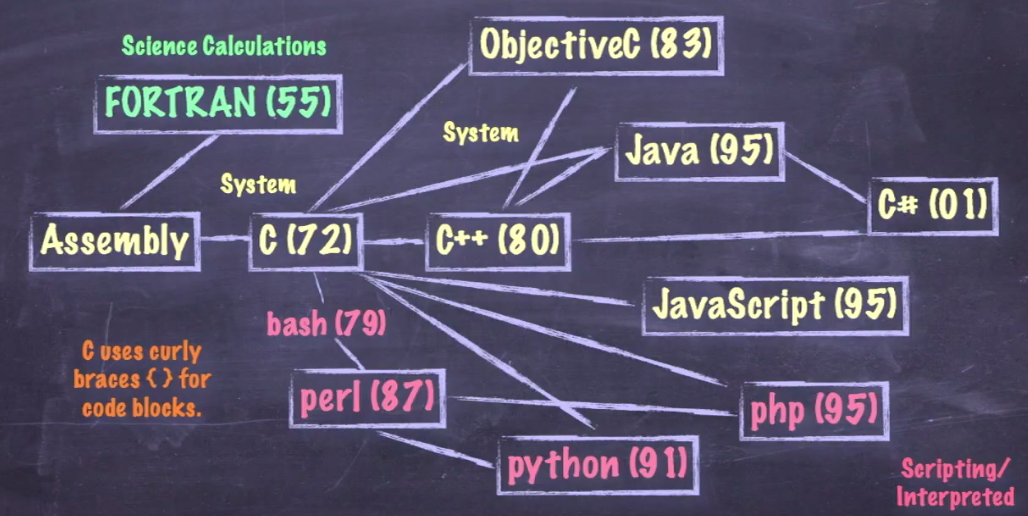 ObjectiveC (83)
Science Calculations
FORTRAN (55)
System
Java (95)
System
C# (01)
Assembly
C (72)
C++ (80)
JavaScript (95)
bash (79)
C uses curly
braces { } for
code blocks.
perl (87)
php (95)
python (91)
Scripting/
Interpreted